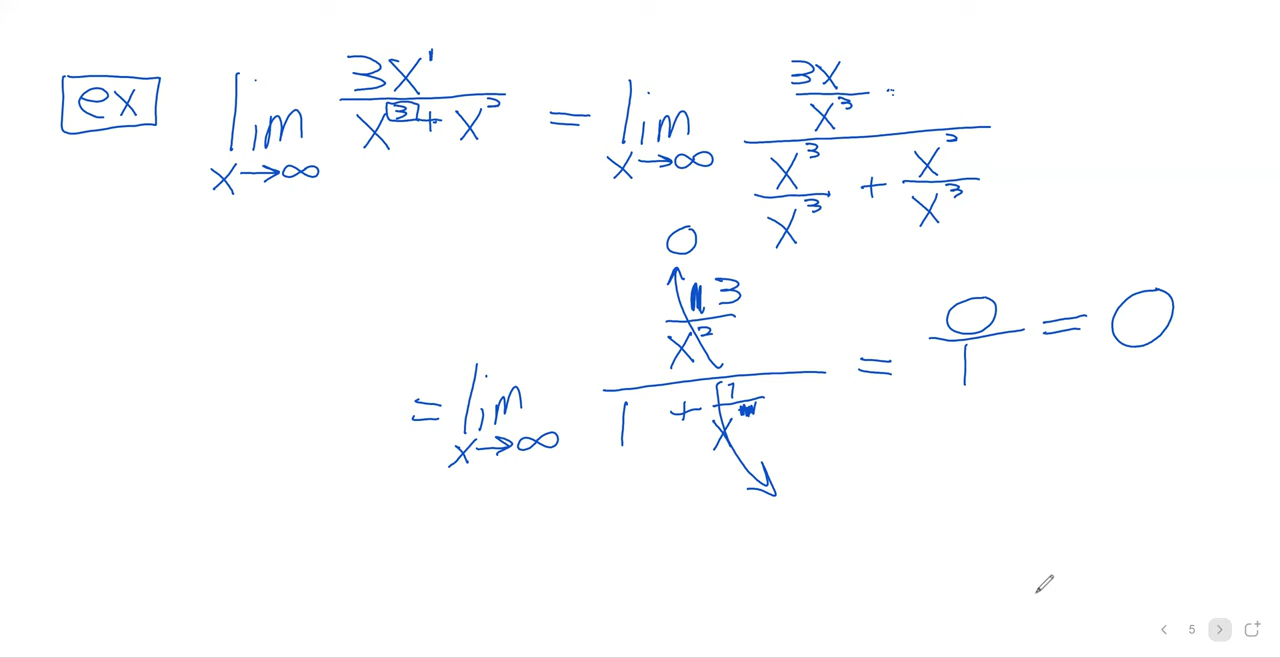 ex lim x→∞ 3x¹/(x³ + x²) = lim x→∞ (3x/x³)/(x³/x³ + x²/x³)
= lim x→∞ (3/x²)/(1 + 1/x) = 0/1 = 0
0
5